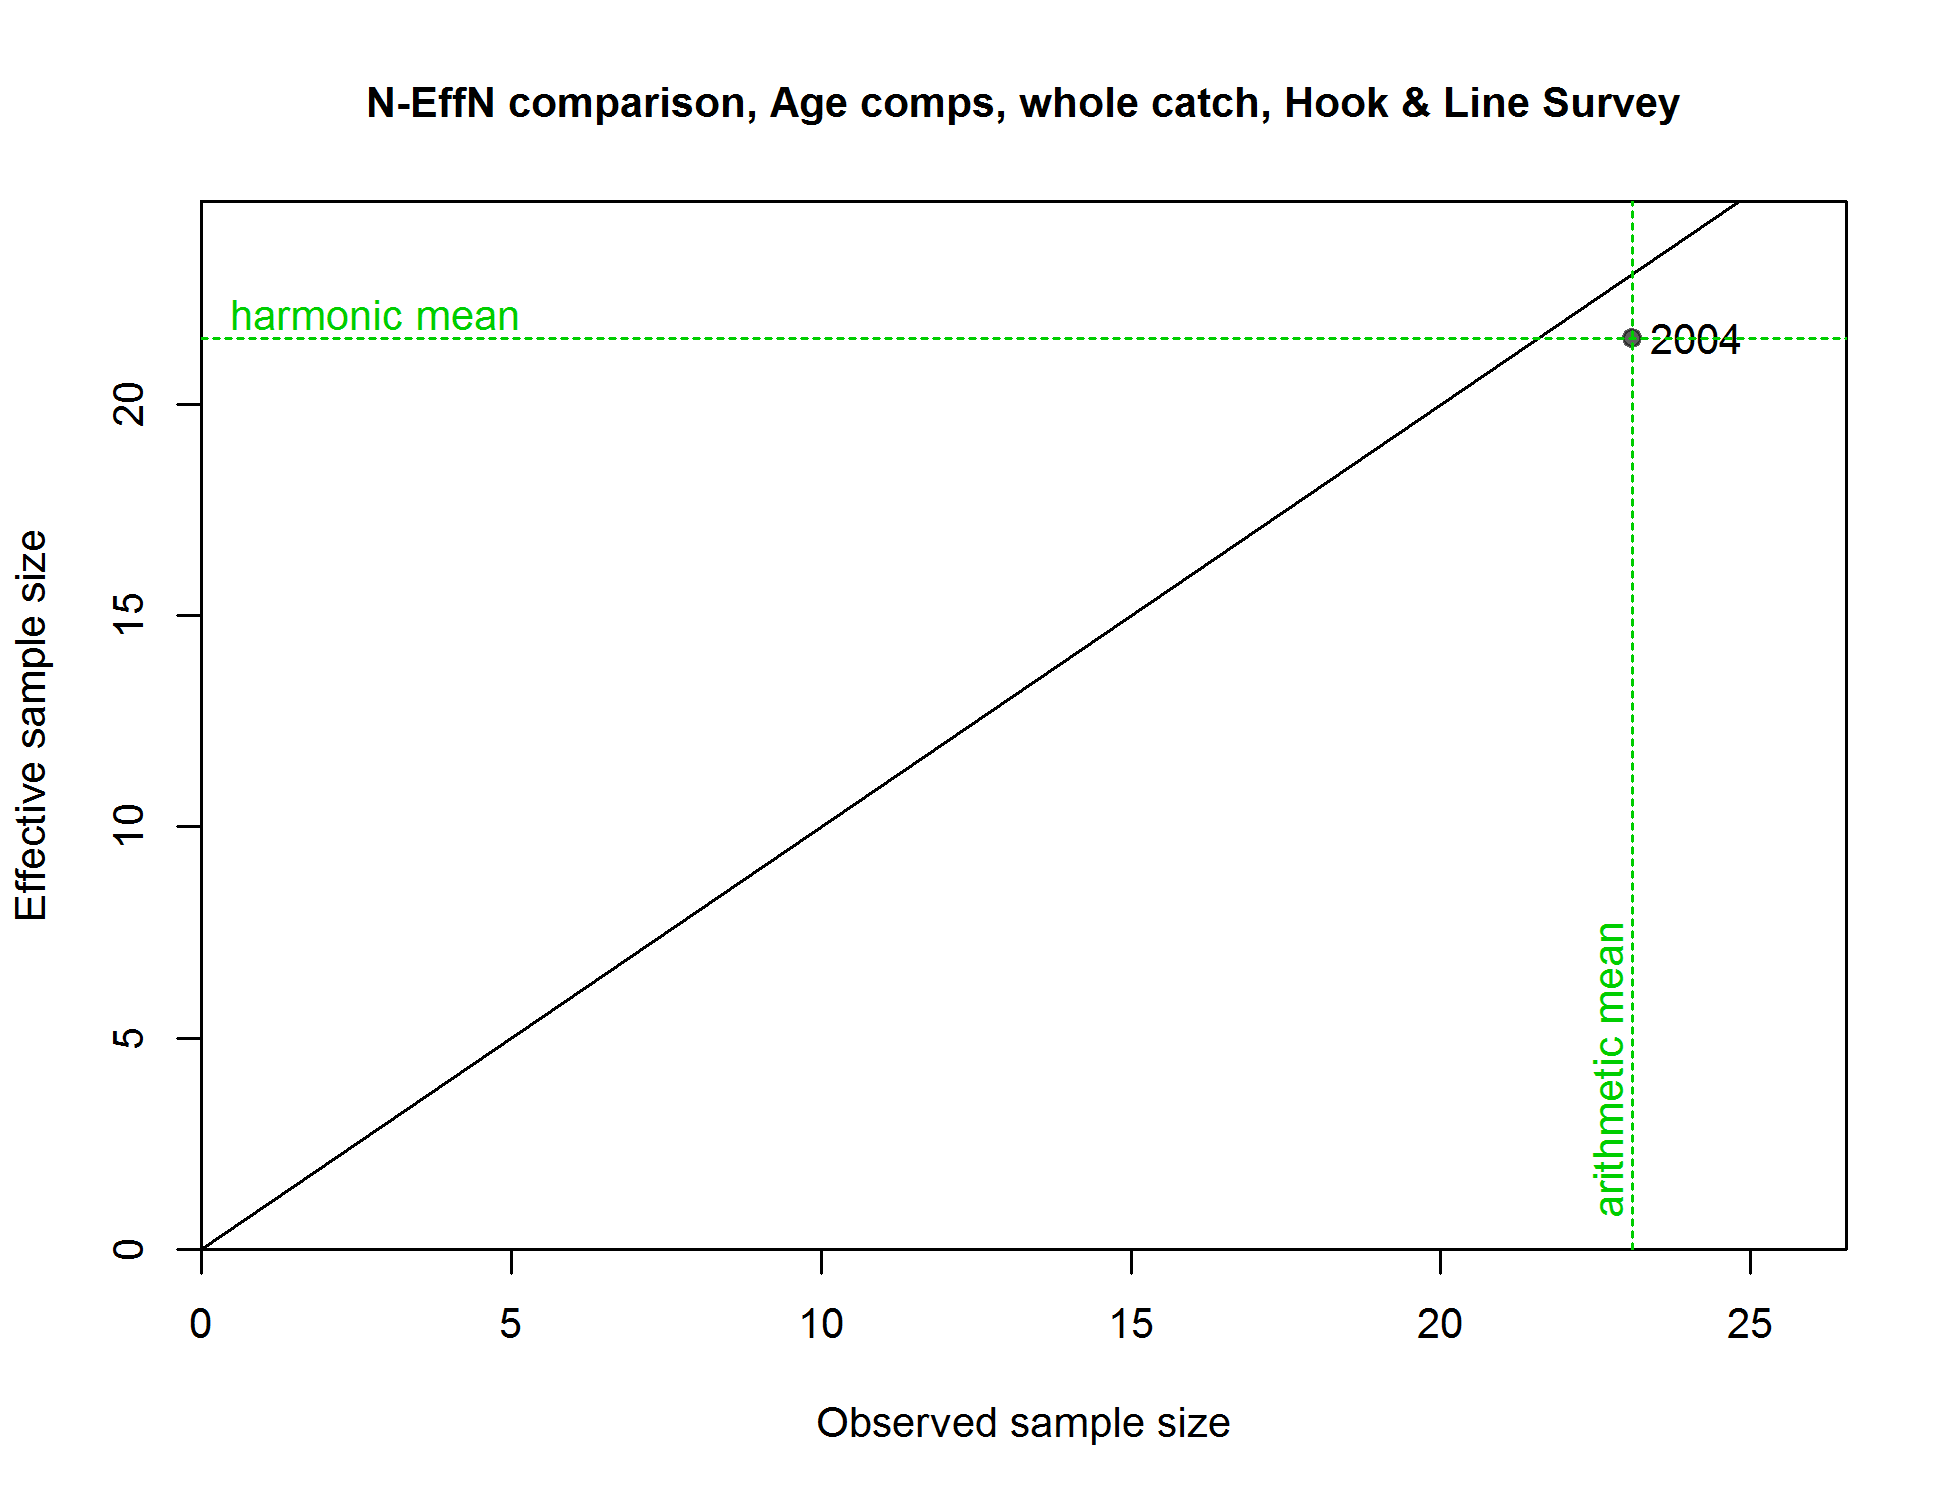 N-EffN comparison, Age comps, whole catch, Hook & Line Survey
harmonic mean
2004
arithmetic mean
Effective sample size
20
15
10
5
0
0 5 10 15 20 25
Observed sample size